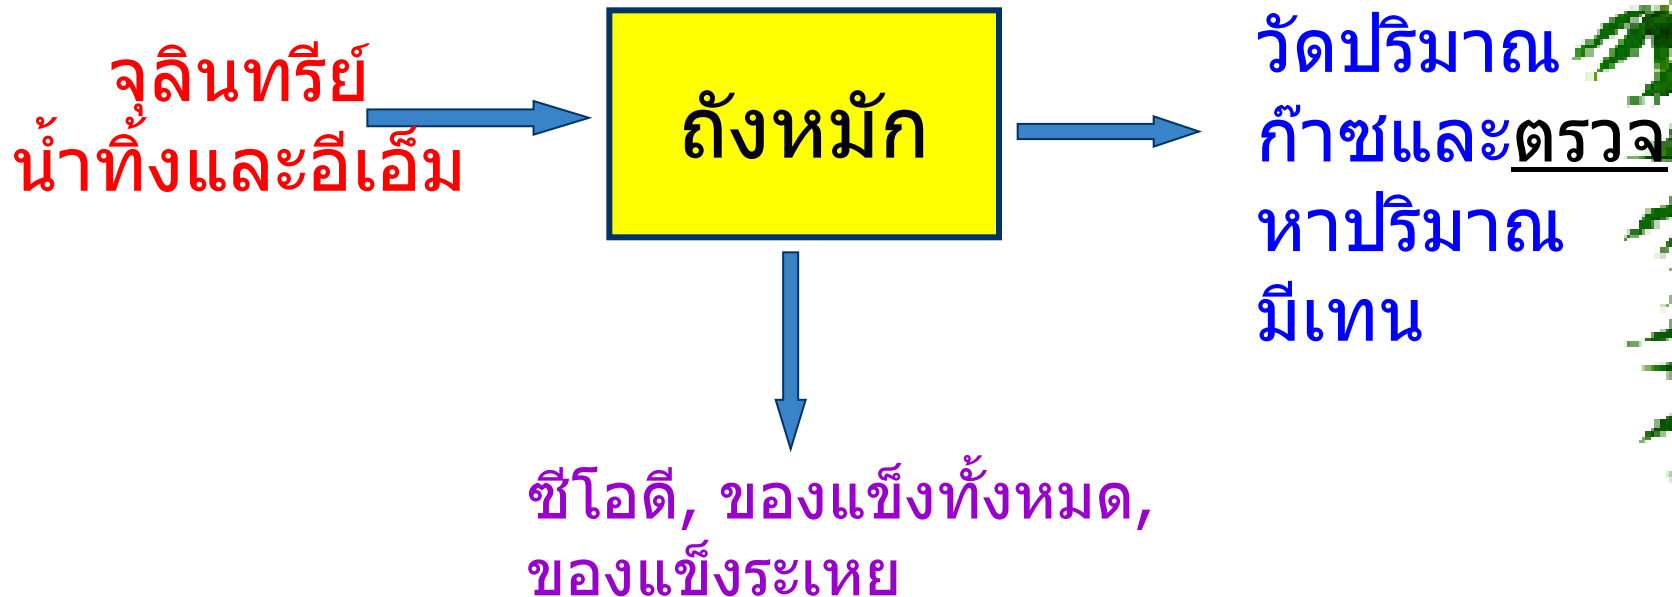 จุลินทรีย์
น้ำทิ้งและอีเอ็ม
ถังหมัก
วัดปริมาณ
ก๊าซและตรวจ
หาปริมาณ
มีเทน
ซีโอดี, ของแข็งทั้งหมด,
ของแข็งระเหย